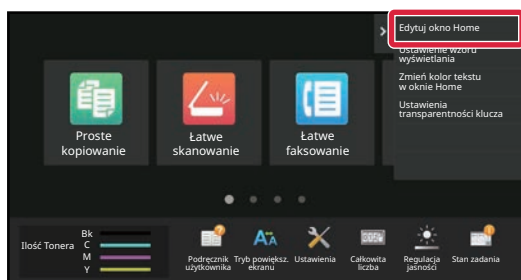 Edytuj okno Home
Ustawienie wzoru
wyświetlania
Zmień kolor tekstu
w oknie Home
Ustawienia
transparentności klucza
Proste
kopiowanie
Łatwe
skanowanie
Łatwe
faksowanie
Ilość Tonera
Bk
C
M
Y
Podręcznik
użytkownika
Tryb powiększ.
ekranu
Ustawienia
Całkowita
liczba
Regulacja
jasności
Stan zadania